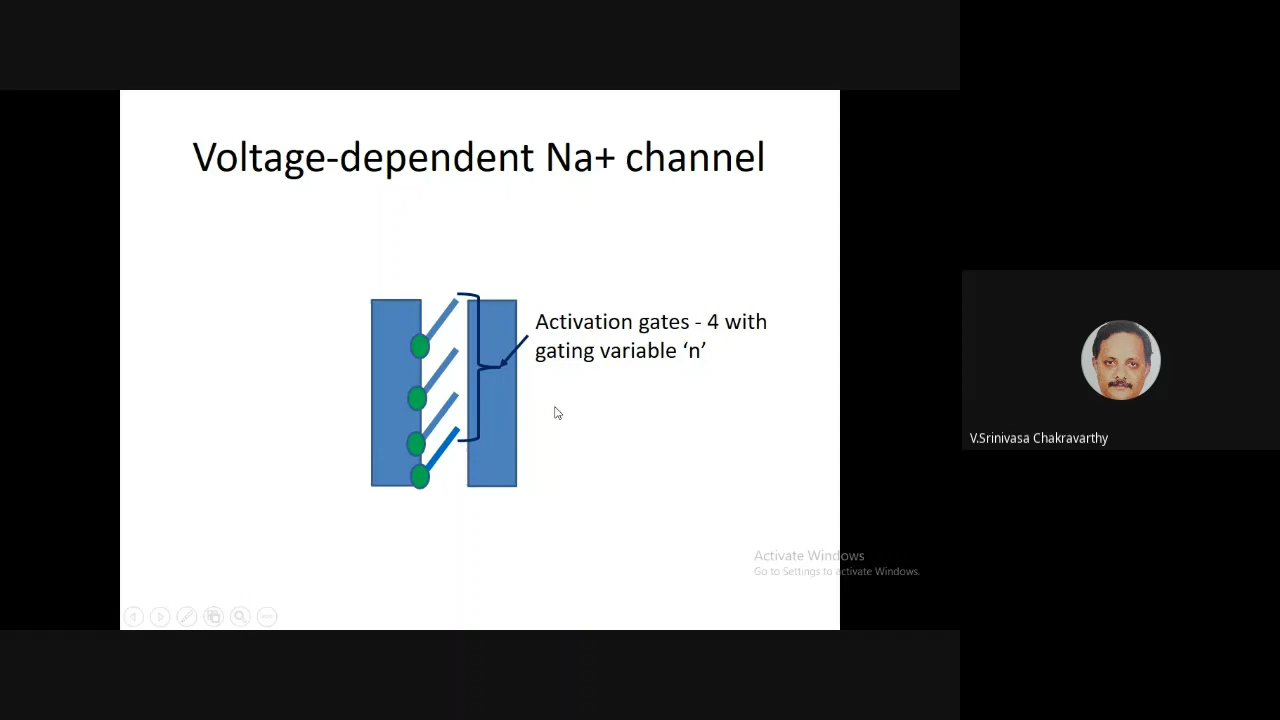 Voltage-dependent Na+ channel
Activation gates - 4 with
gating variable ‘n’
V.Srinivasa Chakravarthy
Activate Windows
Go to Settings to activate Windows.